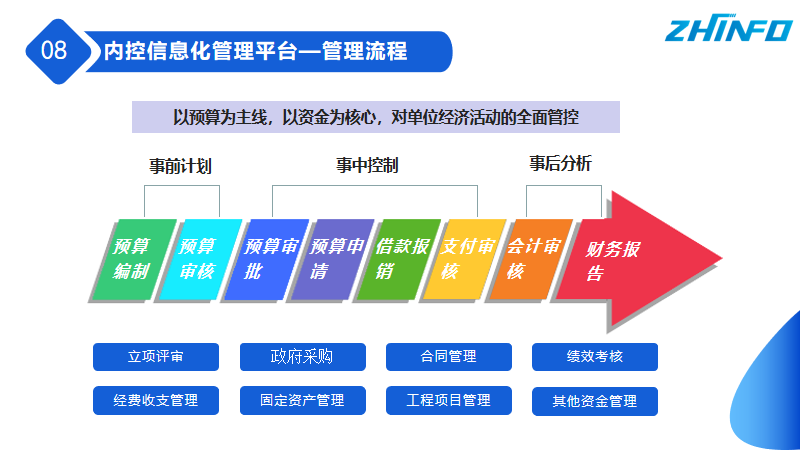 08
内控信息化管理平台—管理流程
ZHINFO
以预算为主线，以资金为核心，对单位经济活动的全面管控
事前计划
事中控制
事后分析
预算
编制
预算
审核
预算审
批
预算申
请
借款报
销
支付审
核
会计审
核
财务报
告
立项评审
政府采购
合同管理
绩效考核
经费收支管理
固定资产管理
工程项目管理
其他资金管理